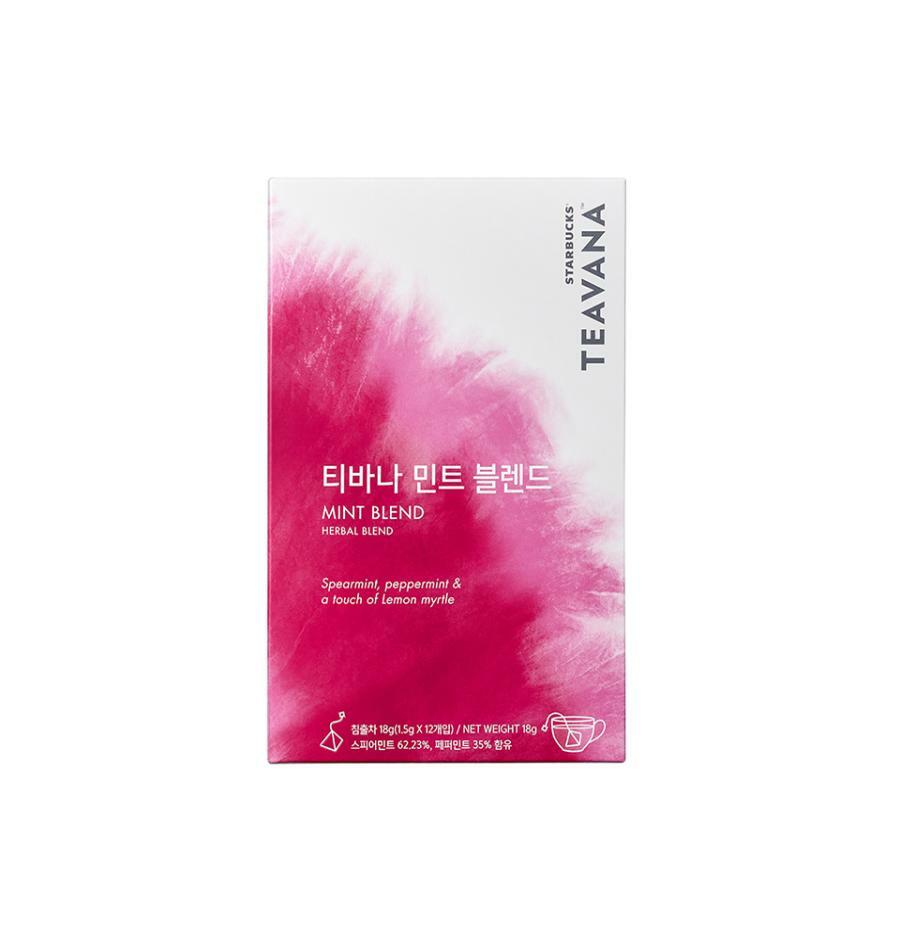 STARBUCKS
TEAVANA™
티바나 민트 블렌드
MINT BLEND
HERBAL BLEND
Spearmint, peppermint &
a touch of Lemon myrtle
침출차 18g(1.5g X 12개입) / NET WEIGHT 18g
스피어민트 62.23%, 페퍼민트 35% 함유